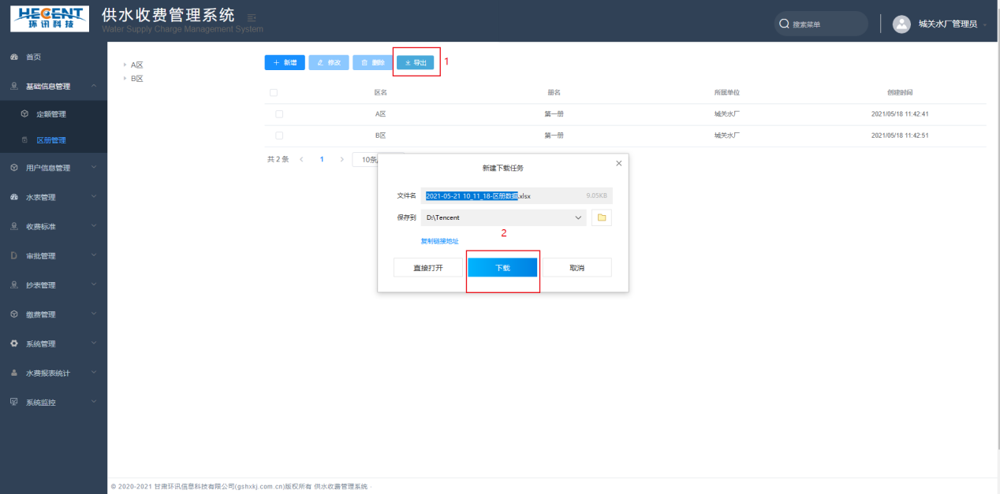 HECENT
环讯科技
供水收费管理系统
Water Supply Charge Management System
搜索菜单
城关水厂管理员
首页
基础信息管理
定额管理
区册管理
用户信息管理
水表管理
收费标准
审批管理
抄表管理
缴费管理
系统管理
水费报表统计
系统监控
A区
B区
新增 修改 删除 导出 1
区名 册名 所属单位 创建时间
A区 第一册 城关水厂 2021/05/18 11:42:41
B区 第一册 城关水厂 2021/05/18 11:42:51
共 2 条 1 10条/
新建下载任务
文件名 2021-05-21 10_11_18-区册数据.xlsx 9.05KB
保存到 D:\Tencent
复制链接地址 2
直接打开 下载 取消
© 2020-2021 甘肃环讯信息科技有限公司(gshxkj.com.cn)版权所有 供水收费管理系统